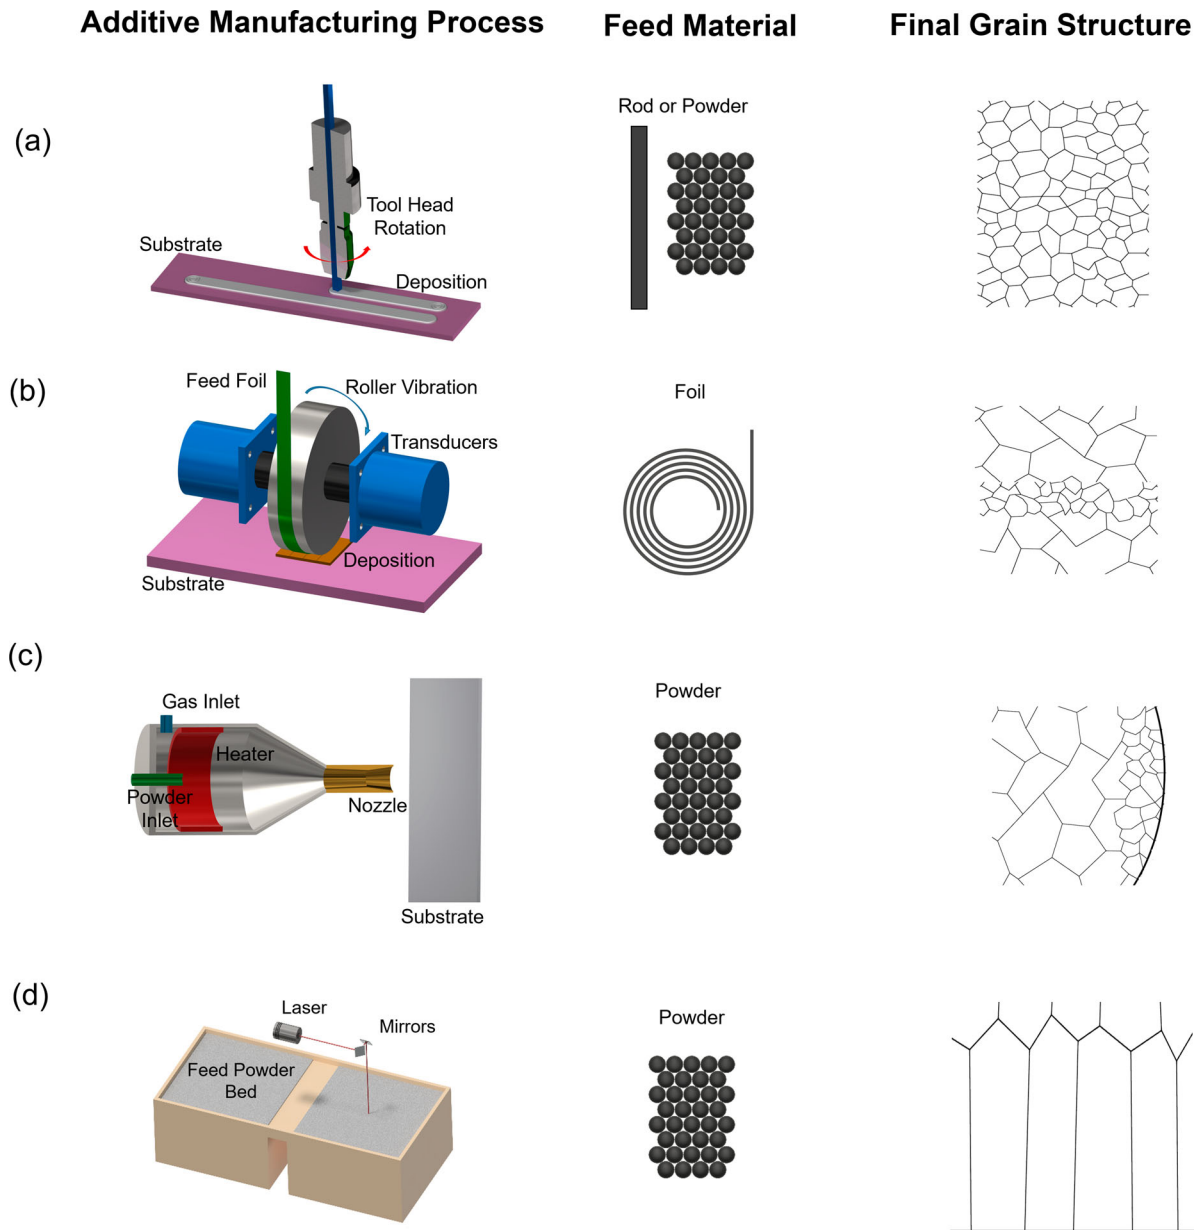 Additive Manufacturing Process
Feed Material
Final Grain Structure
(a)
Rod or Powder
Tool Head
Rotation
Substrate
Deposition
(b)
Feed Foil
Roller Vibration
Foil
Transducers
Deposition
Substrate
(c)
Gas Inlet
Powder
Heater
Powder
Inlet
Nozzle
Substrate
(d)
Laser
Mirrors
Powder
Feed Powder
Bed